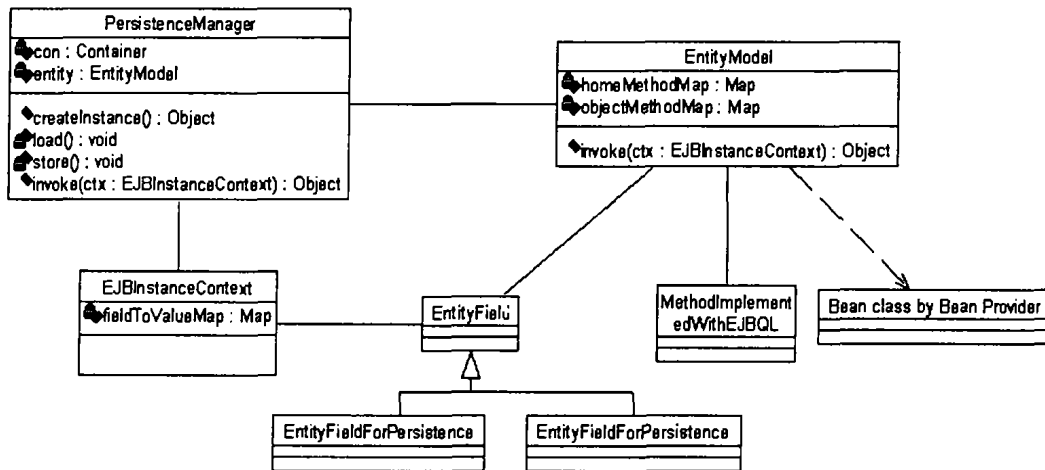 PersistenceManager
con : Container
entity : EntityModel
createInstance() : Object
load() : void
store() : void
invoke(ctx : EJBInstanceContext) : Object
EntityModel
homeMethodMap : Map
objectMethodMap : Map
invoke(ctx : EJBInstanceContext) : Object
EJBInstanceContext
fieldToValueMap : Map
EntityField
MethodImplement
edWithEJBQL
Bean class by Bean Provider
EntityFieldForPersistence
EntityFieldForPersistence